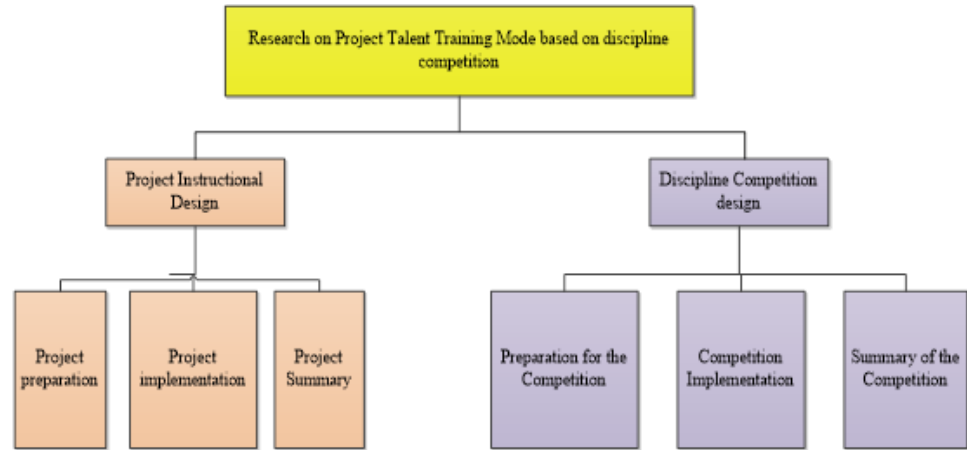 Research on Project Talent Training Mode based on discipline
competition
Project Instructional
Design
Discipline Competition
design
Project
preparation
Project
implementation
Project
Summary
Preparation for the
Competition
Competition
Implementation
Summary of the
Competition